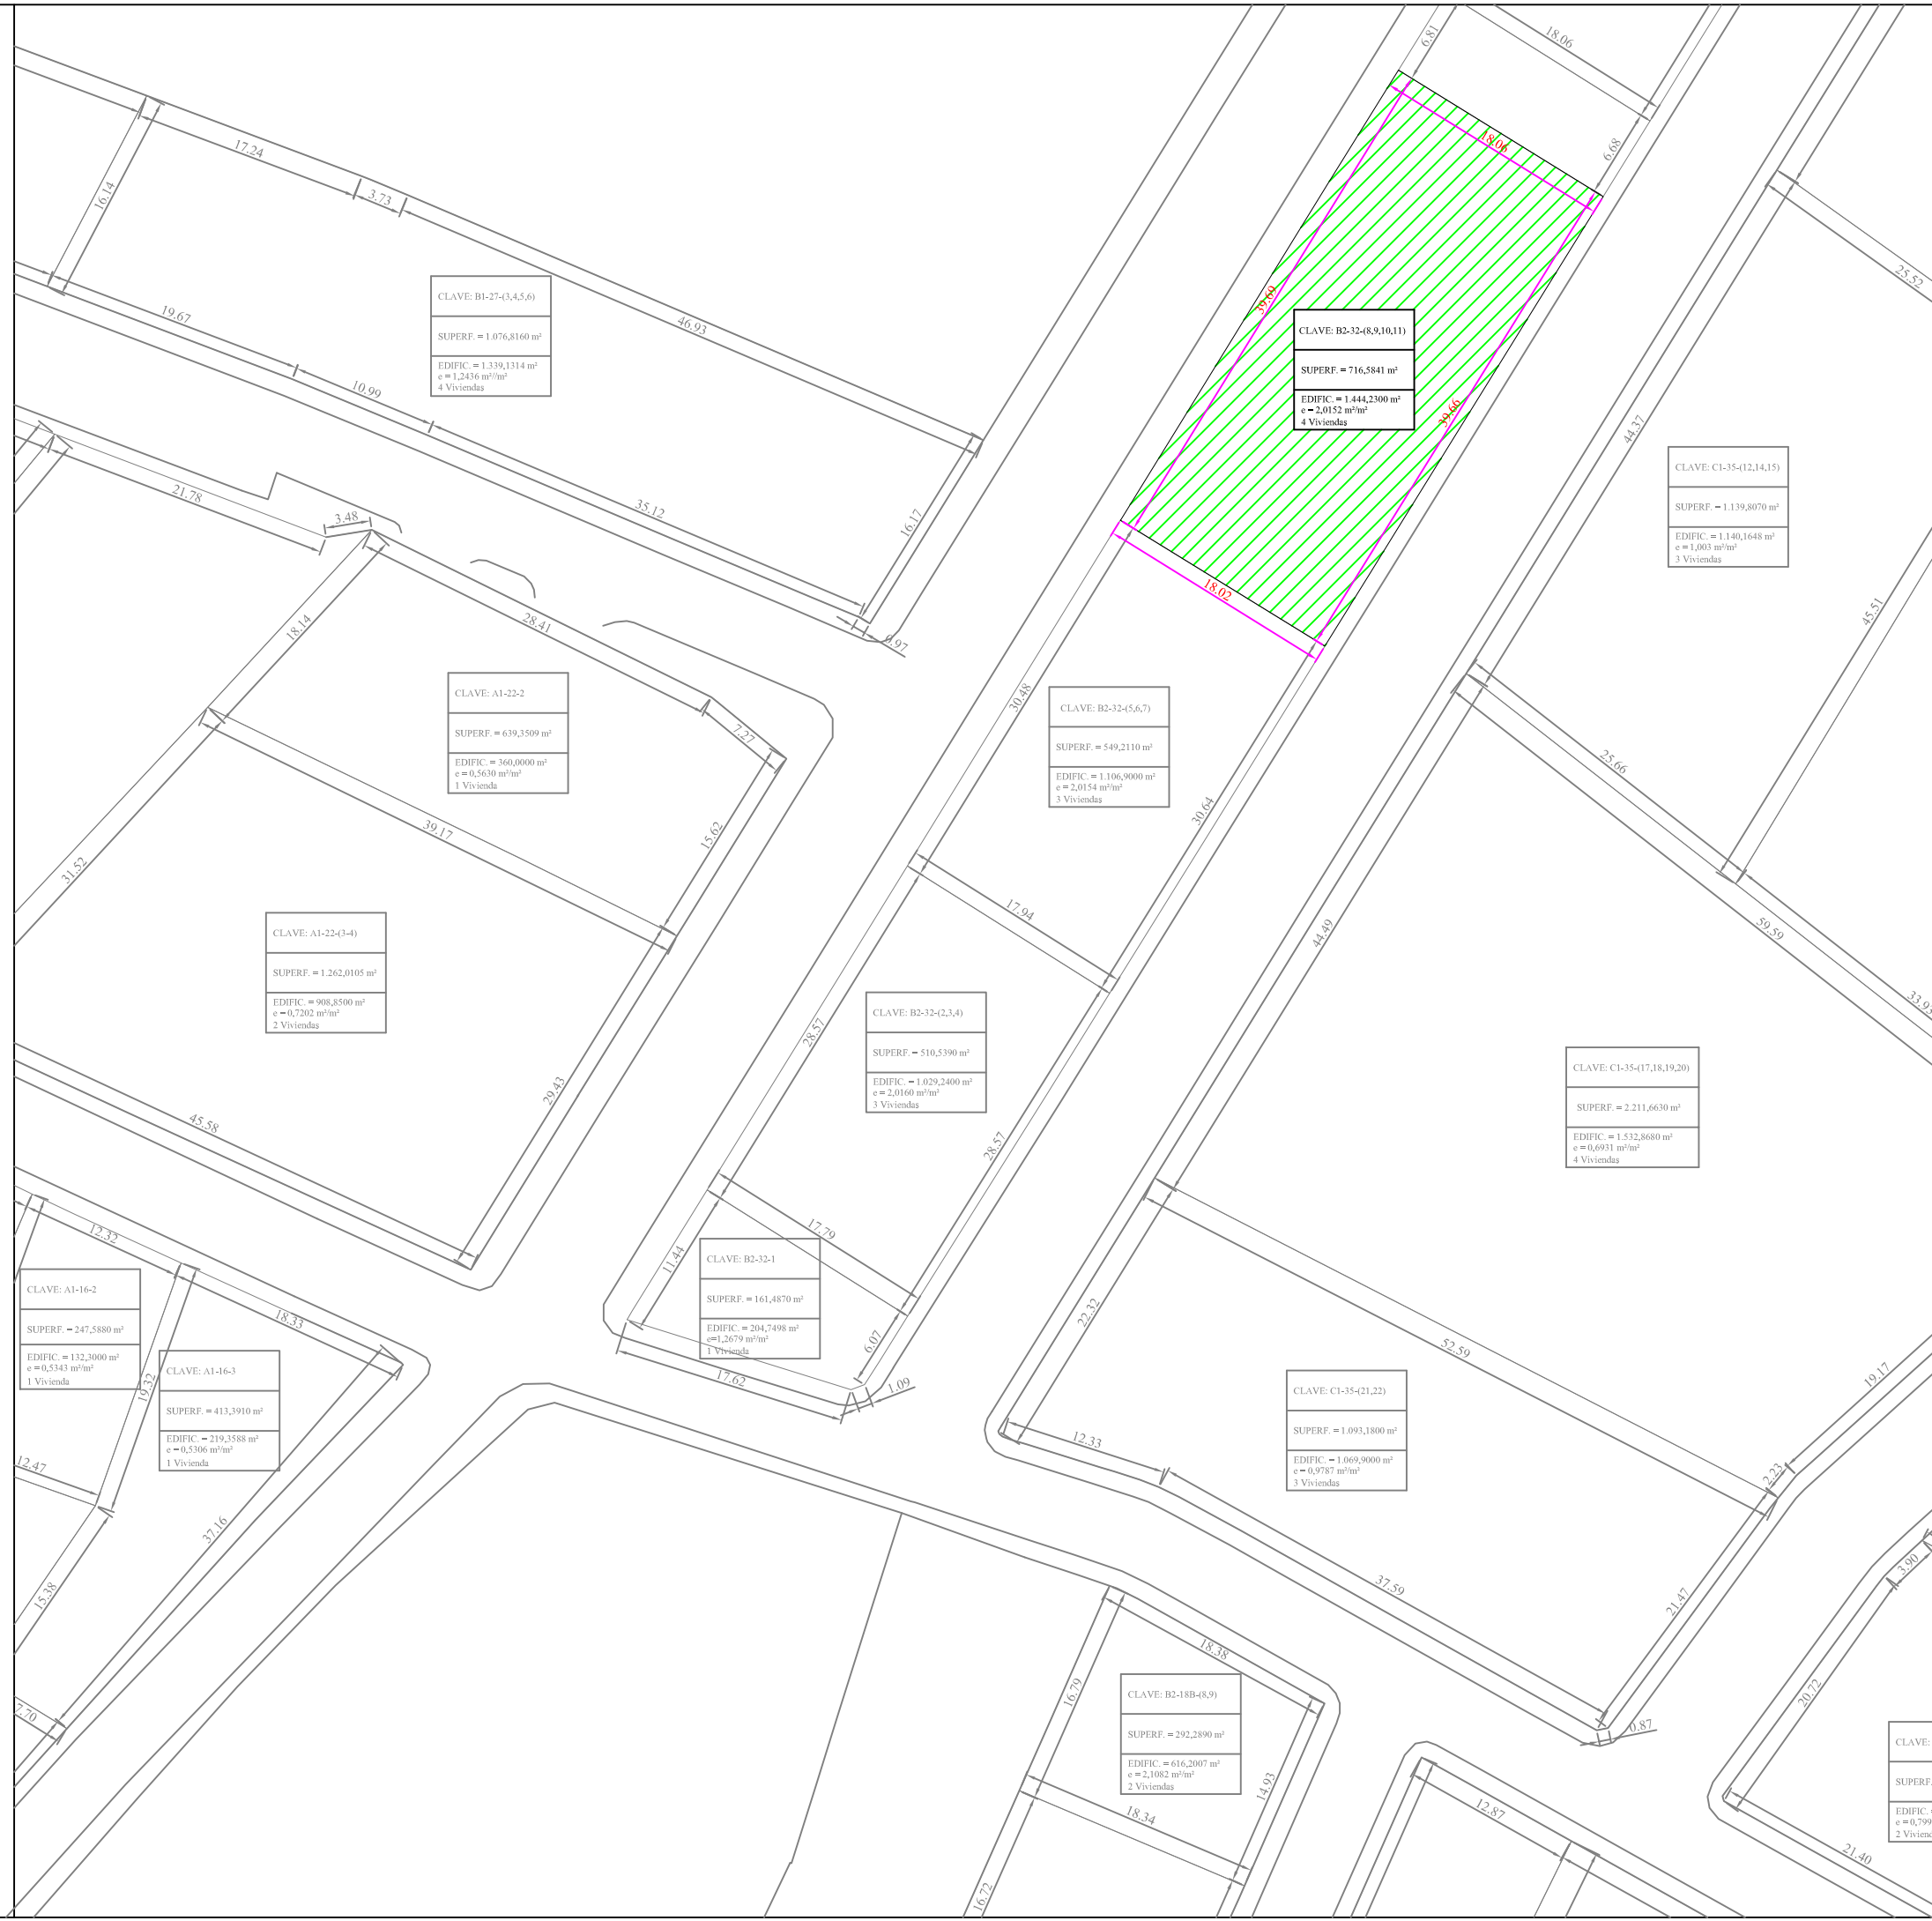 6.81
18.06
6.68
18.06
39.69
39.66
18.02
CLAVE: B2-32-(8,9,10,11)
SUPERF. = 716,5841 m²
EDIFIC. = 1.444,2300 m²
e = 2,0152 m²/m²
4 Viviendas
17.24
3.73
16.14
46.93
19.67
10.99
35.12
16.17
0.97
CLAVE: B1-27-(3,4,5,6)
SUPERF. = 1.076,8160 m²
EDIFIC. = 1.339,1314 m²
e = 1,2436 m²//m²
4 Viviendas
25.52
44.37
45.51
CLAVE: C1-35-(12,14,15)
SUPERF. = 1.139,8070 m²
EDIFIC. = 1.140,1648 m²
e = 1,003 m²/m²
3 Viviendas
21.78
3.48
28.41
18.14
7.27
15.62
39.17
CLAVE: A1-22-2
SUPERF. = 639,3509 m²
EDIFIC. = 360,0000 m²
e = 0,5630 m²/m²
1 Vivienda
30.48
30.64
17.94
CLAVE: B2-32-(5,6,7)
SUPERF. = 549,2110 m²
EDIFIC. = 1.106,9000 m²
e = 2,0154 m²/m²
3 Viviendas
25.66
59.59
33.93
44.49
31.52
29.43
45.58
CLAVE: A1-22-(3-4)
SUPERF. = 1.262,0105 m²
EDIFIC. = 908,8500 m²
e = 0,7202 m²/m²
2 Viviendas
28.57
28.57
17.79
CLAVE: B2-32-(2,3,4)
SUPERF. = 510,5390 m²
EDIFIC. = 1.029,2400 m²
e = 2,0160 m²/m²
3 Viviendas
CLAVE: C1-35-(17,18,19,20)
SUPERF. = 2.211,6630 m²
EDIFIC. = 1.532,8680 m²
e = 0,6931 m²/m²
4 Viviendas
11.44
6.07
17.62
1.09
CLAVE: B2-32-1
SUPERF. = 161,4870 m²
EDIFIC. = 204,7498 m²
e=1,2679 m²/m²
1 Vivienda
12.32
18.33
19.32
CLAVE: A1-16-2
SUPERF. = 247,5880 m²
EDIFIC. = 132,3000 m²
e = 0,5343 m²/m²
1 Vivienda
CLAVE: A1-16-3
SUPERF. = 413,3910 m²
EDIFIC. = 219,3588 m²
e = 0,5306 m²/m²
1 Vivienda
12.47
37.16
15.38
7.70
22.32
52.59
19.17
2.23
12.33
37.59
21.47
0.87
CLAVE: C1-35-(21,22)
SUPERF. = 1.093,1800 m²
EDIFIC. = 1.069,9000 m²
e = 0,9787 m²/m²
3 Viviendas
18.38
16.79
14.93
18.34
16.72
CLAVE: B2-18B-(8,9)
SUPERF. = 292,2890 m²
EDIFIC. = 616,2007 m²
e = 2,1082 m²/m²
2 Viviendas
12.87
3.90
20.72
21.40
CLAVE:
SUPERF.
EDIFIC. =
e = 0,799
2 Viviend